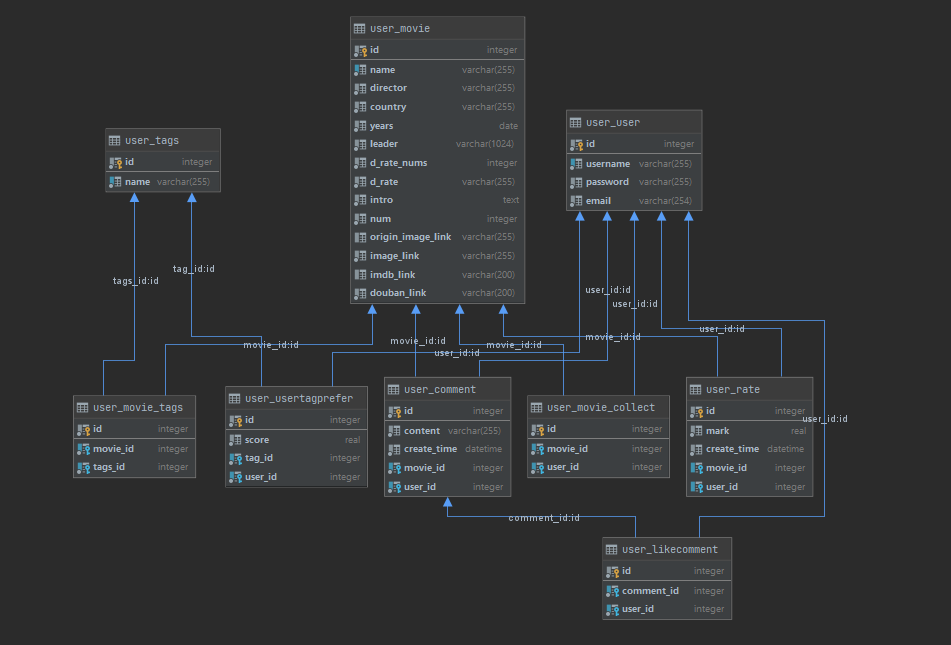 user_movie
id integer
name varchar(255)
director varchar(255)
country varchar(255)
years date
leader varchar(1024)
d_rate_nums integer
d_rate varchar(255)
intro text
num integer
origin_image_link varchar(255)
image_link varchar(255)
imdb_link varchar(200)
douban_link varchar(200)
user_user
id integer
username varchar(255)
password varchar(255)
email varchar(254)
user_tags
id integer
name varchar(255)
tag_id:id
tags_id:id
user_id:id
user_id:id
user_id:id
movie_id:id
movie_id:id
movie_id:id
movie_id:id
user_id:id
user_movie_tags
id integer
movie_id integer
tags_id integer
user_usertagprefer
id integer
score real
tag_id integer
user_id integer
user_comment
id integer
content varchar(255)
create_time datetime
movie_id integer
user_id integer
user_movie_collect
id integer
movie_id integer
user_id integer
user_rate
id integer
mark real
create_time datetime
movie_id integer
user_id integer
user_id:id
comment_id:id
user_likecomment
id integer
comment_id integer
user_id integer